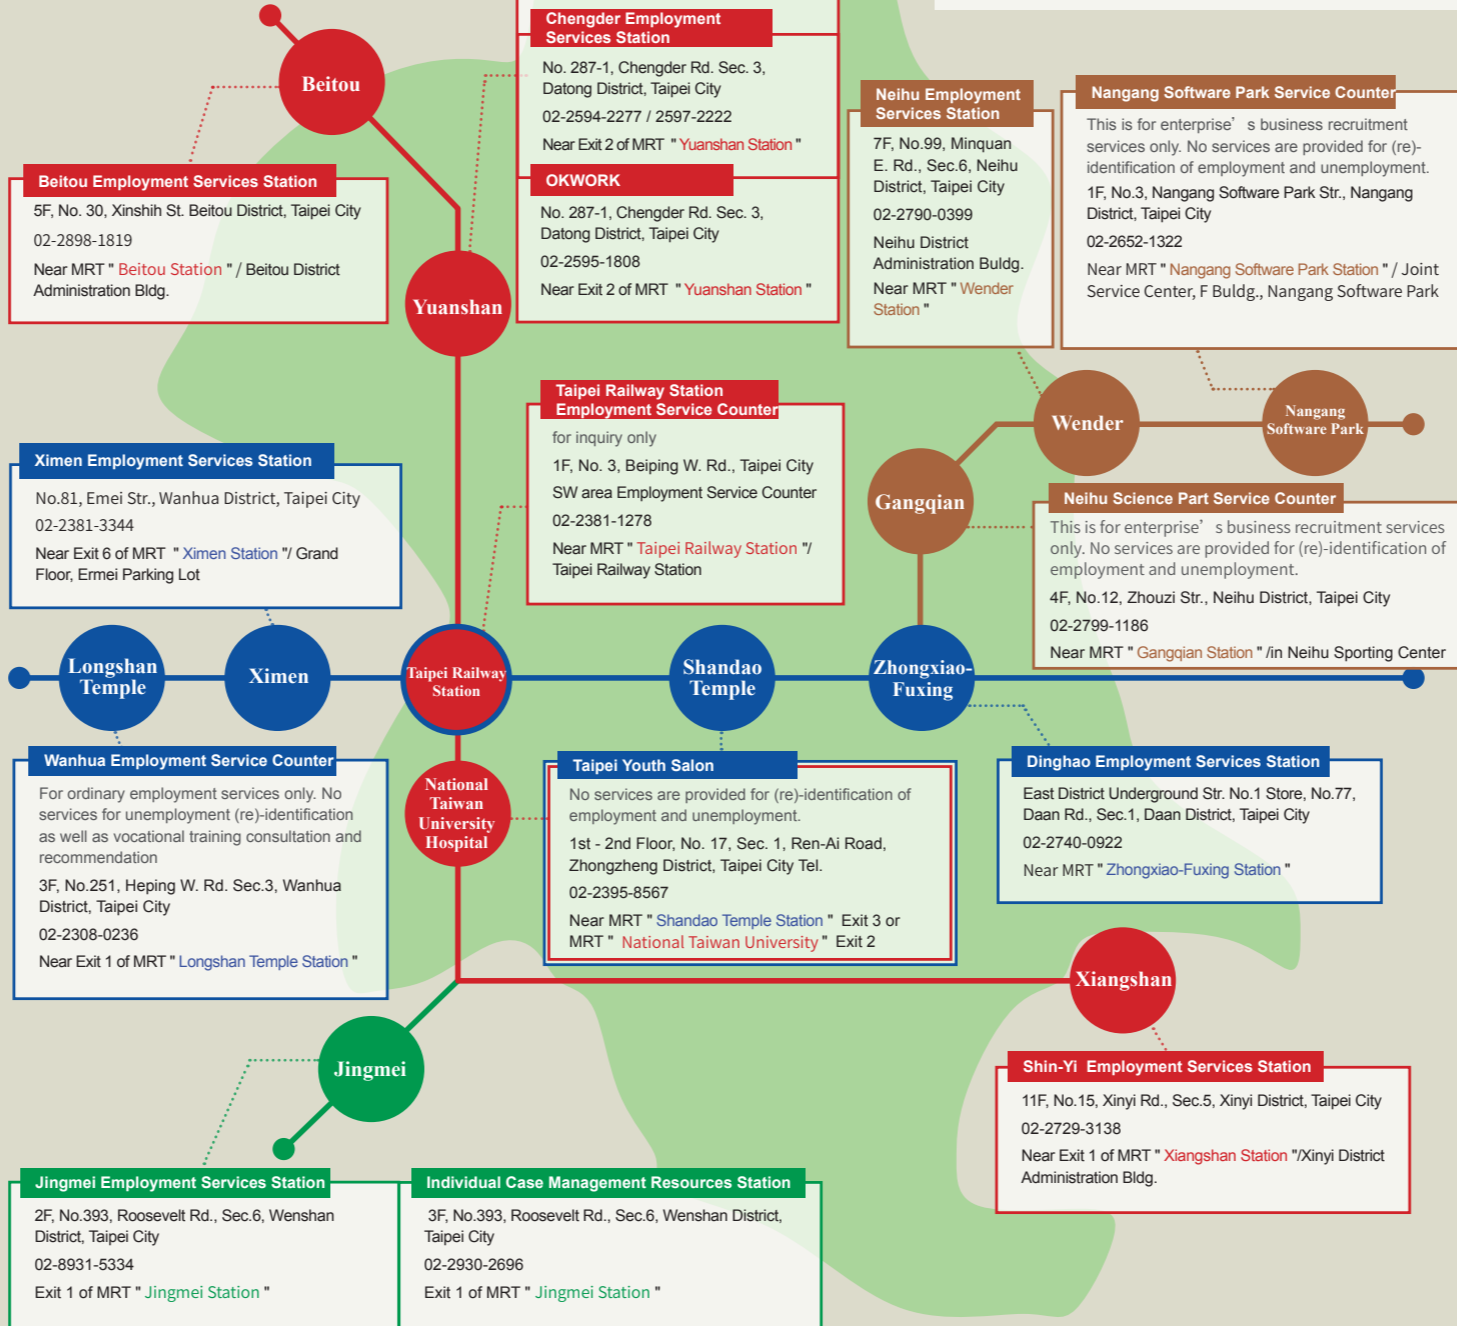 Beitou
Beitou Employment Services Station
5F, No. 30, Xinshih St. Beitou District, Taipei City
02-2898-1819
Near MRT " Beitou Station " / Beitou District
Administration Bldg.
Chengder Employment
Services Station
No. 287-1, Chengder Rd. Sec. 3,
Datong District, Taipei City
02-2594-2277 / 2597-2222
Near Exit 2 of MRT " Yuanshan Station "
OKWORK
No. 287-1, Chengder Rd. Sec. 3,
Datong District, Taipei City
02-2595-1808
Near Exit 2 of MRT " Yuanshan Station "
Yuanshan
Neihu Employment
Services Station
7F, No.99, Minquan
E. Rd., Sec.6, Neihu
District, Taipei City
02-2790-0399
Neihu District
Administration Buldg.
Near MRT " Wender
Station "
Nangang Software Park Service Counter
This is for enterprise’ s business recruitment
services only. No services are provided for (re)-
identification of employment and unemployment.
1F, No.3, Nangang Software Park Str., Nangang
District, Taipei City
02-2652-1322
Near MRT " Nangang Software Park Station " / Joint
Service Center, F Buldg., Nangang Software Park
Wender
Nangang
Software Park
Gangqian
Taipei Railway Station
Employment Service Counter
for inquiry only
1F, No. 3, Beiping W. Rd., Taipei City
SW area Employment Service Counter
02-2381-1278
Near MRT " Taipei Railway Station "/
Taipei Railway Station
Ximen Employment Services Station
No.81, Emei Str., Wanhua District, Taipei City
02-2381-3344
Near Exit 6 of MRT " Ximen Station "/ Grand
Floor, Ermei Parking Lot
Neihu Science Part Service Counter
This is for enterprise’ s business recruitment services
only. No services are provided for (re)-identification of
employment and unemployment.
4F, No.12, Zhouzi Str., Neihu District, Taipei City
02-2799-1186
Near MRT " Gangqian Station " /in Neihu Sporting Center
Longshan
Temple
Ximen
Taipei Railway
Station
Shandao
Temple
Zhongxiao-
Fuxing
Wanhua Employment Service Counter
For ordinary employment services only. No
services for unemployment (re)-identification
as well as vocational training consultation and
recommendation
3F, No.251, Heping W. Rd. Sec.3, Wanhua
District, Taipei City
02-2308-0236
Near Exit 1 of MRT " Longshan Temple Station "
National
Taiwan
University
Hospital
Taipei Youth Salon
No services are provided for (re)-identification of
employment and unemployment.
1st - 2nd Floor, No. 17, Sec. 1, Ren-Ai Road,
Zhongzheng District, Taipei City Tel.
02-2395-8567
Near MRT " Shandao Temple Station " Exit 3 or
MRT " National Taiwan University " Exit 2
Dinghao Employment Services Station
East District Underground Str. No.1 Store, No.77,
Daan Rd., Sec.1, Daan District, Taipei City
02-2740-0922
Near MRT " Zhongxiao-Fuxing Station "
Xiangshan
Jingmei
Shin-Yi Employment Services Station
11F, No.15, Xinyi Rd., Sec.5, Xinyi District, Taipei City
02-2729-3138
Near Exit 1 of MRT " Xiangshan Station "/Xinyi District
Administration Bldg.
Jingmei Employment Services Station
2F, No.393, Roosevelt Rd., Sec.6, Wenshan
District, Taipei City
02-8931-5334
Exit 1 of MRT " Jingmei Station "
Individual Case Management Resources Station
3F, No.393, Roosevelt Rd., Sec.6, Wenshan District,
Taipei City
02-2930-2696
Exit 1 of MRT " Jingmei Station "